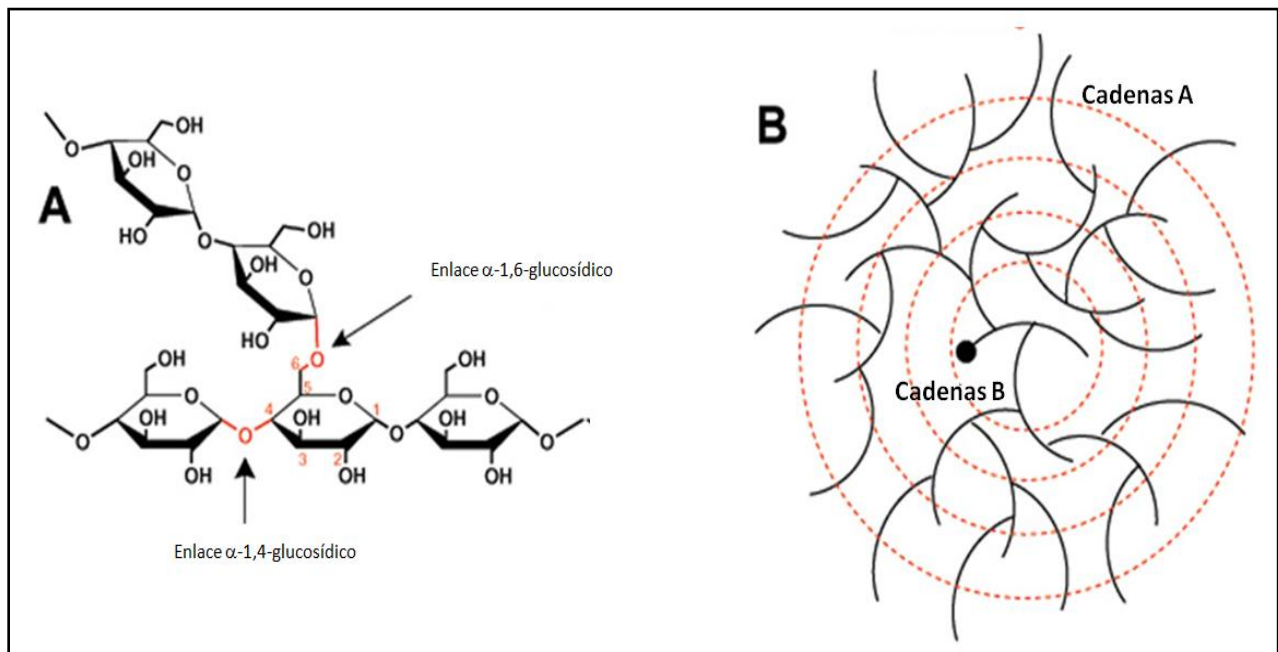 A
OH
O
OH
O
HO
OH
O
OH
OH
O
HO
Enlace α-1,6-glucosídico
6
O
OH
5
OH
O
4
O
1
O
OH
OH
OH
O
O
O
O
3
2
OH
OH
OH
Enlace α-1,4-glucosídico
B
Cadenas A
Cadenas B